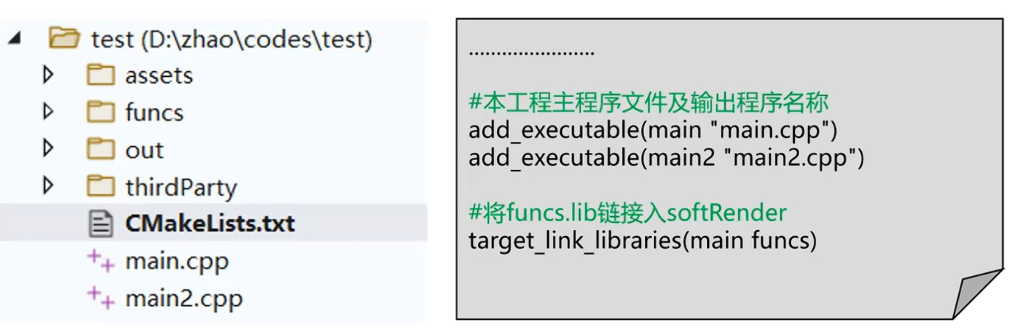 test (D:\zhao\codes\test)
assets
funcs
out
thirdParty
CMakeLists.txt
main.cpp
main2.cpp
.......................
#本工程主程序文件及输出程序名称
add_executable(main "main.cpp")
add_executable(main2 "main2.cpp")
#将funcs.lib链接入softRender
target_link_libraries(main funcs)